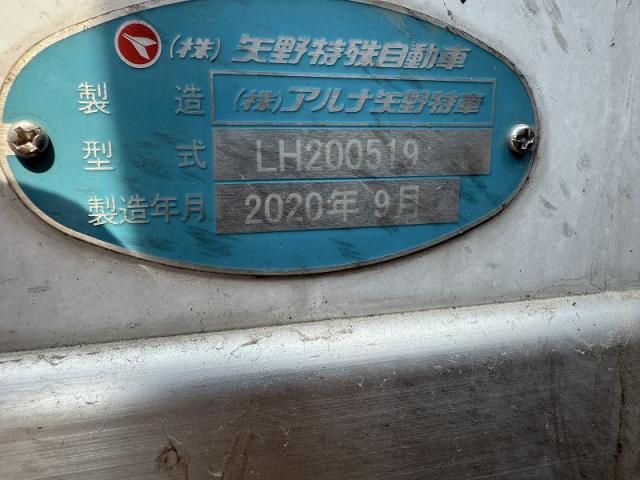 (株)矢野特殊自動車
製造 (株)アルナ矢野特車
型式 LH200519
製造年月 2020年9月